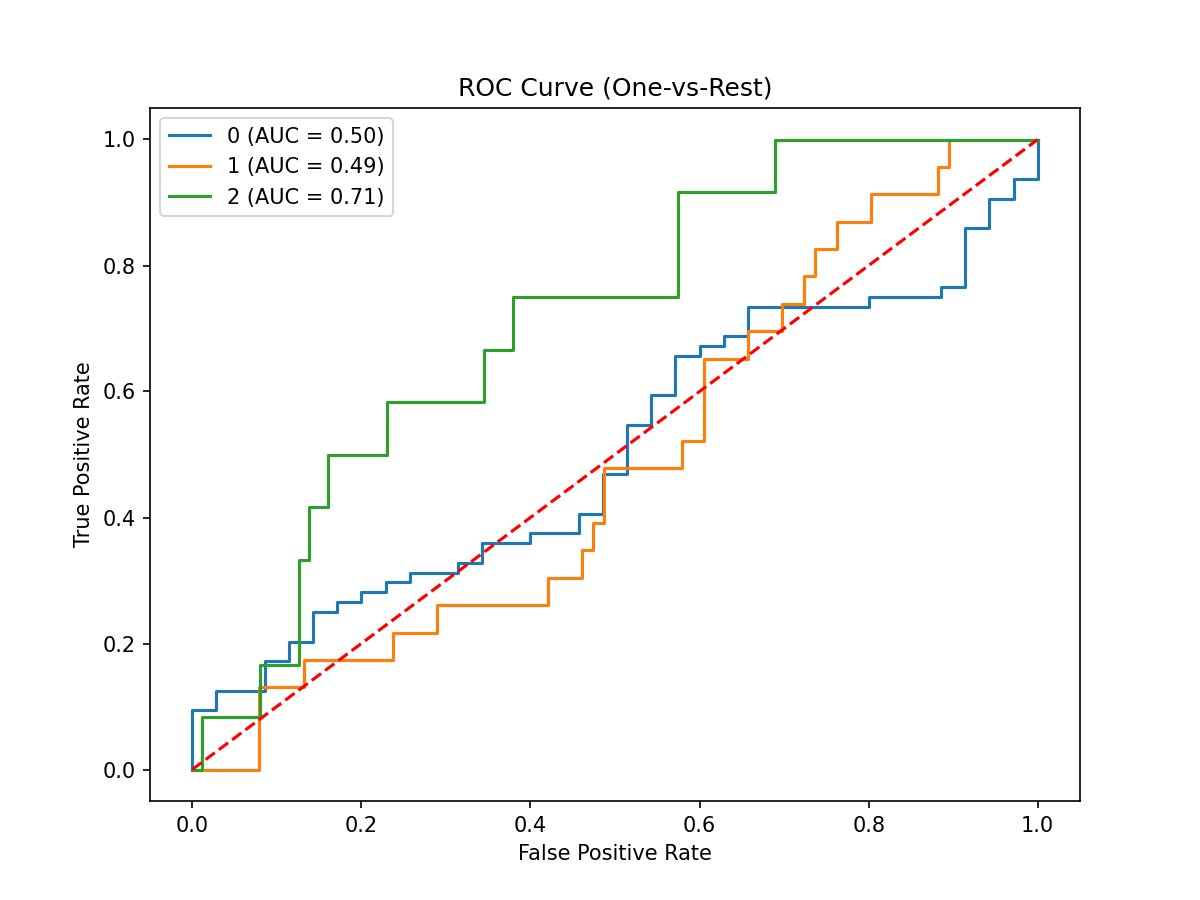 ROC Curve (One-vs-Rest)
0 (AUC = 0.50)
1 (AUC = 0.49)
2 (AUC = 0.71)
True Positive Rate
1.0
0.8
0.6
0.4
0.2
0.0
0.0 0.2 0.4 0.6 0.8 1.0
False Positive Rate